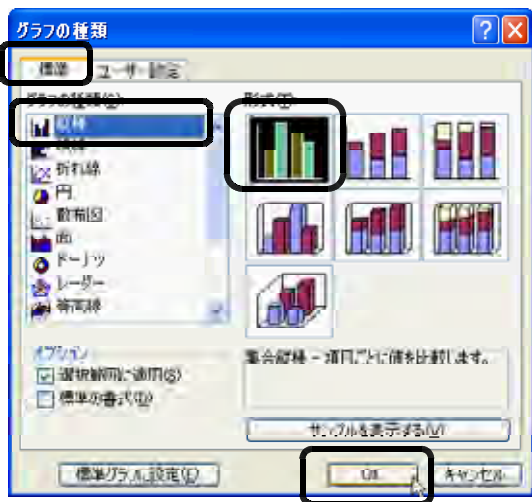 グラフの種類
標準 ユーザー設定
グラフの種類(C): 形式(T):
縦棒
横棒
折れ線
円
散布図
面
ドーナツ
レーダー
等高線
オプション
選択範囲に適用(S)
標準の書式(D)
集合縦棒 - 項目ごとに値を比較します。
サンプルを表示する(V)
標準グラフに設定(E) OK キャンセル